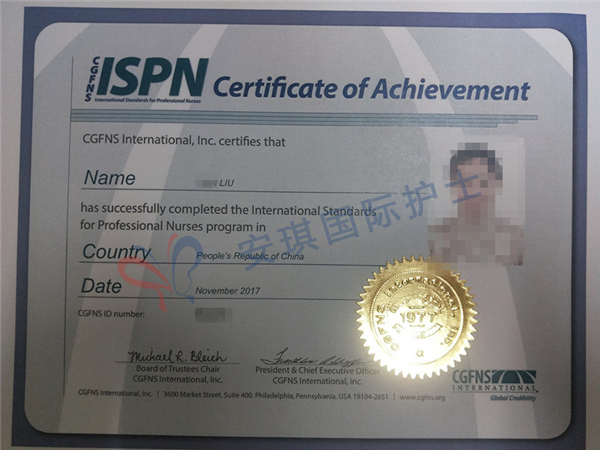 CGFNS
ISPN
International Standards for Professional Nurses
Certificate of Achievement
CGFNS International, Inc. certifies that
Name LIU
has successfully completed the International Standards
for Professional Nurses program in
Country People's Republic of China
Date November 2017
CGFNS ID number:
安琪国际护士
1977
Michael R. Bleich
Board of Trustees Chair
CGFNS International, Inc.
President & Chief Executive Officer
CGFNS International, Inc.
CGFNS International, Inc. | 3600 Market Street, Suite 400, Philadelphia, Pennsylvania, USA 19104-2651 | www.cgfns.org
CGFNS
INTERNATIONAL
Global Credibility